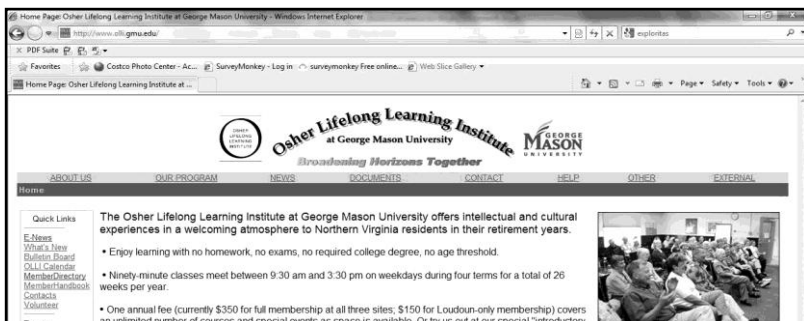 Home Page: Osher Lifelong Learning Institute at George Mason University - Windows Internet Explorer
http://www.olli.gmu.edu/
exploritas
PDF Suite
Favorites Costco Photo Center - Ac... SurveyMonkey - Log in surveymonkey Free online... Web Slice Gallery
Home Page: Osher Lifelong Learning Institute at ...
Page Safety Tools
OSHER
LIFELONG
LEARNING
INSTITUTE
Osher Lifelong Learning Institute
at George Mason University
Broadening Horizons Together
GEORGE
MASON
UNIVERSITY
ABOUT US OUR PROGRAM NEWS DOCUMENTS CONTACT HELP OTHER EXTERNAL
Home
Quick Links
E-News
What's New
Bulletin Board
OLLI Calendar
MemberDirectory
MemberHandbook
Contacts
Volunteer
The Osher Lifelong Learning Institute at George Mason University offers intellectual and cultural
experiences in a welcoming atmosphere to Northern Virginia residents in their retirement years.
• Enjoy learning with no homework, no exams, no required college degree, no age threshold.
• Ninety-minute classes meet between 9:30 am and 3:30 pm on weekdays during four terms for a total of 26
weeks per year.
• One annual fee (currently $350 for full membership at all three sites; $150 for Loudoun-only membership) covers
an unlimited number of courses and special events as space is available. Or try us out at our special "introductory